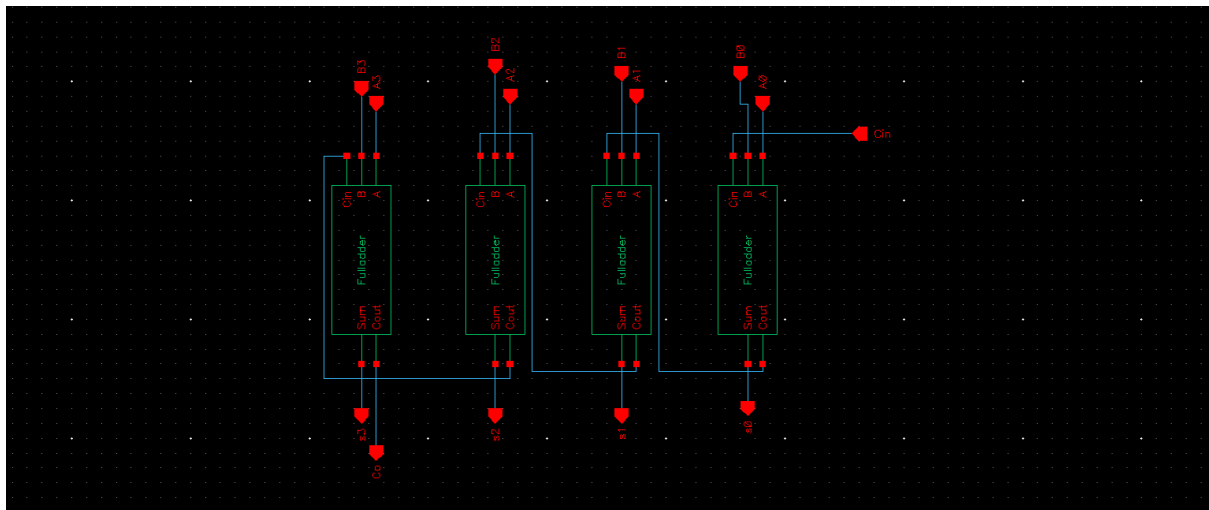 B3
A3
B2
A2
B1
A1
B0
A0
Cin
Cin
B
A
Cin
B
A
Cin
B
A
Cin
B
A
Fulladder
Fulladder
Fulladder
Fulladder
Sum
Cout
Sum
Cout
Sum
Cout
Sum
Cout
s3
Co
s2
s1
s0